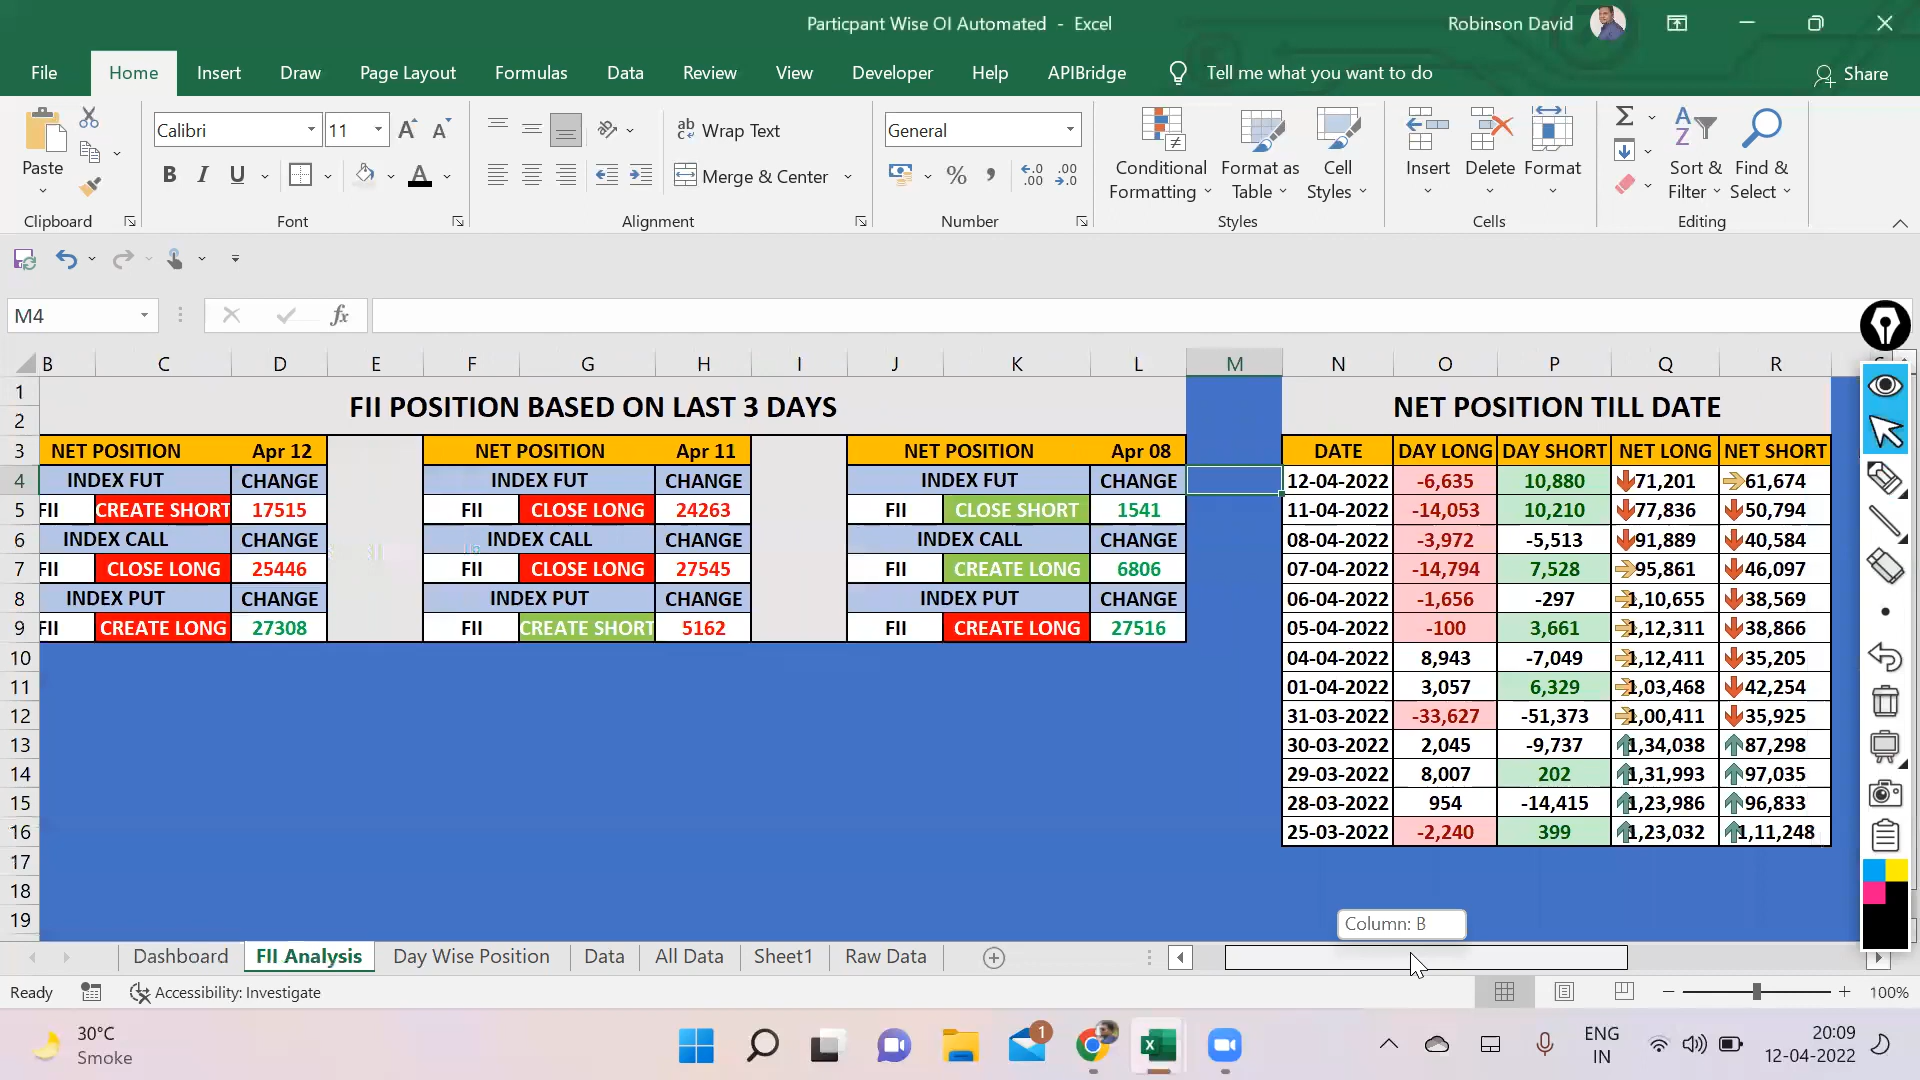 Particpant Wise OI Automated - Excel
Robinson David
File Home Insert Draw Page Layout Formulas Data Review View Developer Help APIBridge Tell me what you want to do Share
Calibri 11 Wrap Text General
Paste Merge & Center Conditional Formatting Format as Table Cell Styles Insert Delete Format Sort & Filter Find & Select
Clipboard Font Alignment Number Styles Cells Editing
M4
B C D E F G H I J K L M N O P Q R
1 FII POSITION BASED ON LAST 3 DAYS NET POSITION TILL DATE
2
3 NET POSITION Apr 12 NET POSITION Apr 11 NET POSITION Apr 08 DATE DAY LONG DAY SHORT NET LONG NET SHORT
4 INDEX FUT CHANGE INDEX FUT CHANGE INDEX FUT CHANGE 12-04-2022 -6,635 10,880 71,201 61,674
5 FII CREATE SHORT 17515 FII CLOSE LONG 24263 FII CLOSE SHORT 1541 11-04-2022 -14,053 10,210 77,836 50,794
6 INDEX CALL CHANGE INDEX CALL CHANGE INDEX CALL CHANGE 08-04-2022 -3,972 -5,513 91,889 40,584
7 FII CLOSE LONG 25446 FII CLOSE LONG 27545 FII CREATE LONG 6806 07-04-2022 -14,794 7,528 95,861 46,097
8 INDEX PUT CHANGE INDEX PUT CHANGE INDEX PUT CHANGE 06-04-2022 -1,656 -297 1,10,655 38,569
9 FII CREATE LONG 27308 FII CREATE SHORT 5162 FII CREATE LONG 27516 05-04-2022 -100 3,661 1,12,311 38,866
10 04-04-2022 8,943 -7,049 1,12,411 35,205
11 01-04-2022 3,057 6,329 1,03,468 42,254
12 31-03-2022 -33,627 -51,373 1,00,411 35,925
13 30-03-2022 2,045 -9,737 1,34,038 87,298
14 29-03-2022 8,007 202 1,31,993 97,035
15 28-03-2022 954 -14,415 1,23,986 96,833
16 25-03-2022 -2,240 399 1,23,032 1,11,248
17
18
19
Column: B
Dashboard FII Analysis Day Wise Position Data All Data Sheet1 Raw Data
Ready Accessibility: Investigate 100%
30°C
Smoke
1
ENG
IN
20:09
12-04-2022